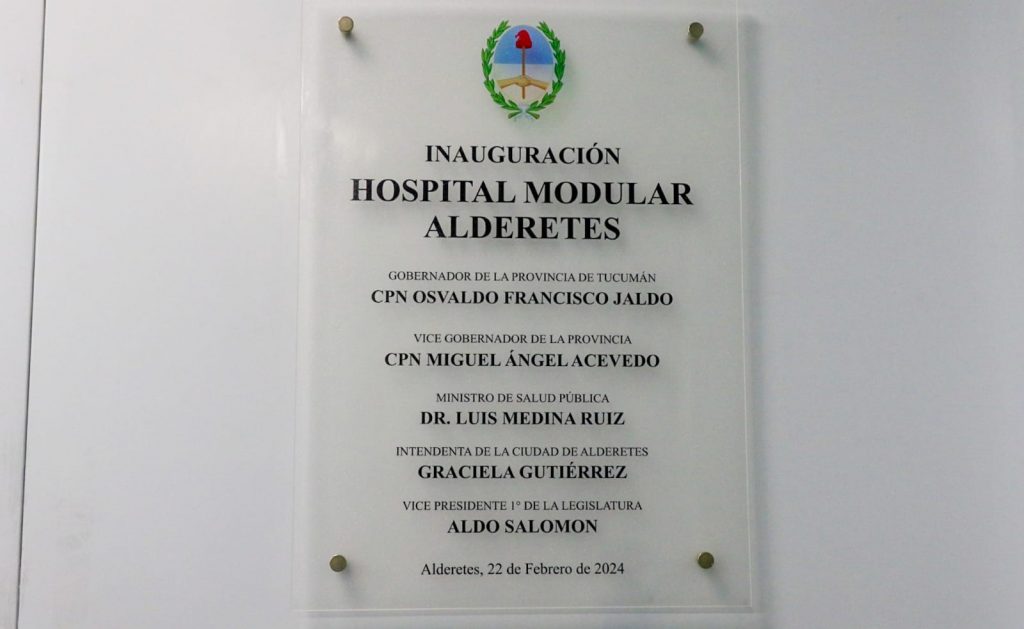 INAUGURACIÓN
HOSPITAL MODULAR
ALDERETES
GOBERNADOR DE LA PROVINCIA DE TUCUMÁN
CPN OSVALDO FRANCISCO JALDO
VICE GOBERNADOR DE LA PROVINCIA
CPN MIGUEL ÁNGEL ACEVEDO
MINISTRO DE SALUD PÚBLICA
DR. LUIS MEDINA RUIZ
INTENDENTA DE LA CIUDAD DE ALDERETES
GRACIELA GUTIÉRREZ
VICE PRESIDENTE 1° DE LA LEGISLATURA
ALDO SALOMON
Alderetes, 22 de Febrero de 2024